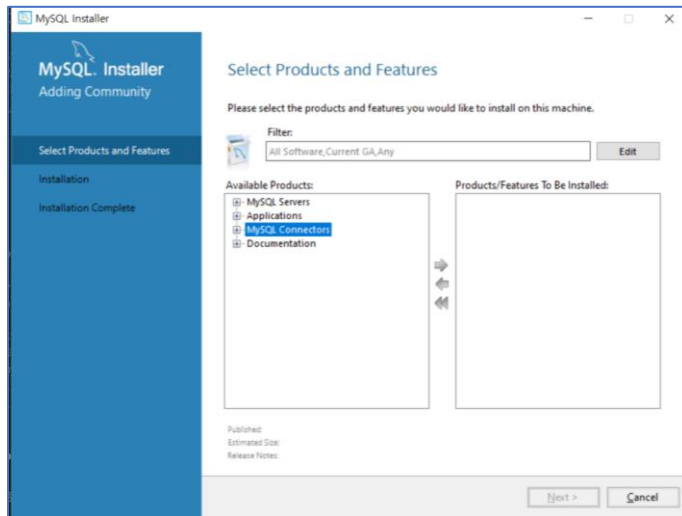 MySQL Installer
MySQL. Installer
Adding Community
Select Products and Features
Installation
Installation Complete
Select Products and Features
Please select the products and features you would like to install on this machine.
Filter:
All Software,Current GA,Any
Edit
Available Products:
MySQL Servers
Applications
MySQL Connectors
Documentation
Products/Features To Be Installed:
Published:
Estimated Size:
Release Notes:
Next >
Cancel